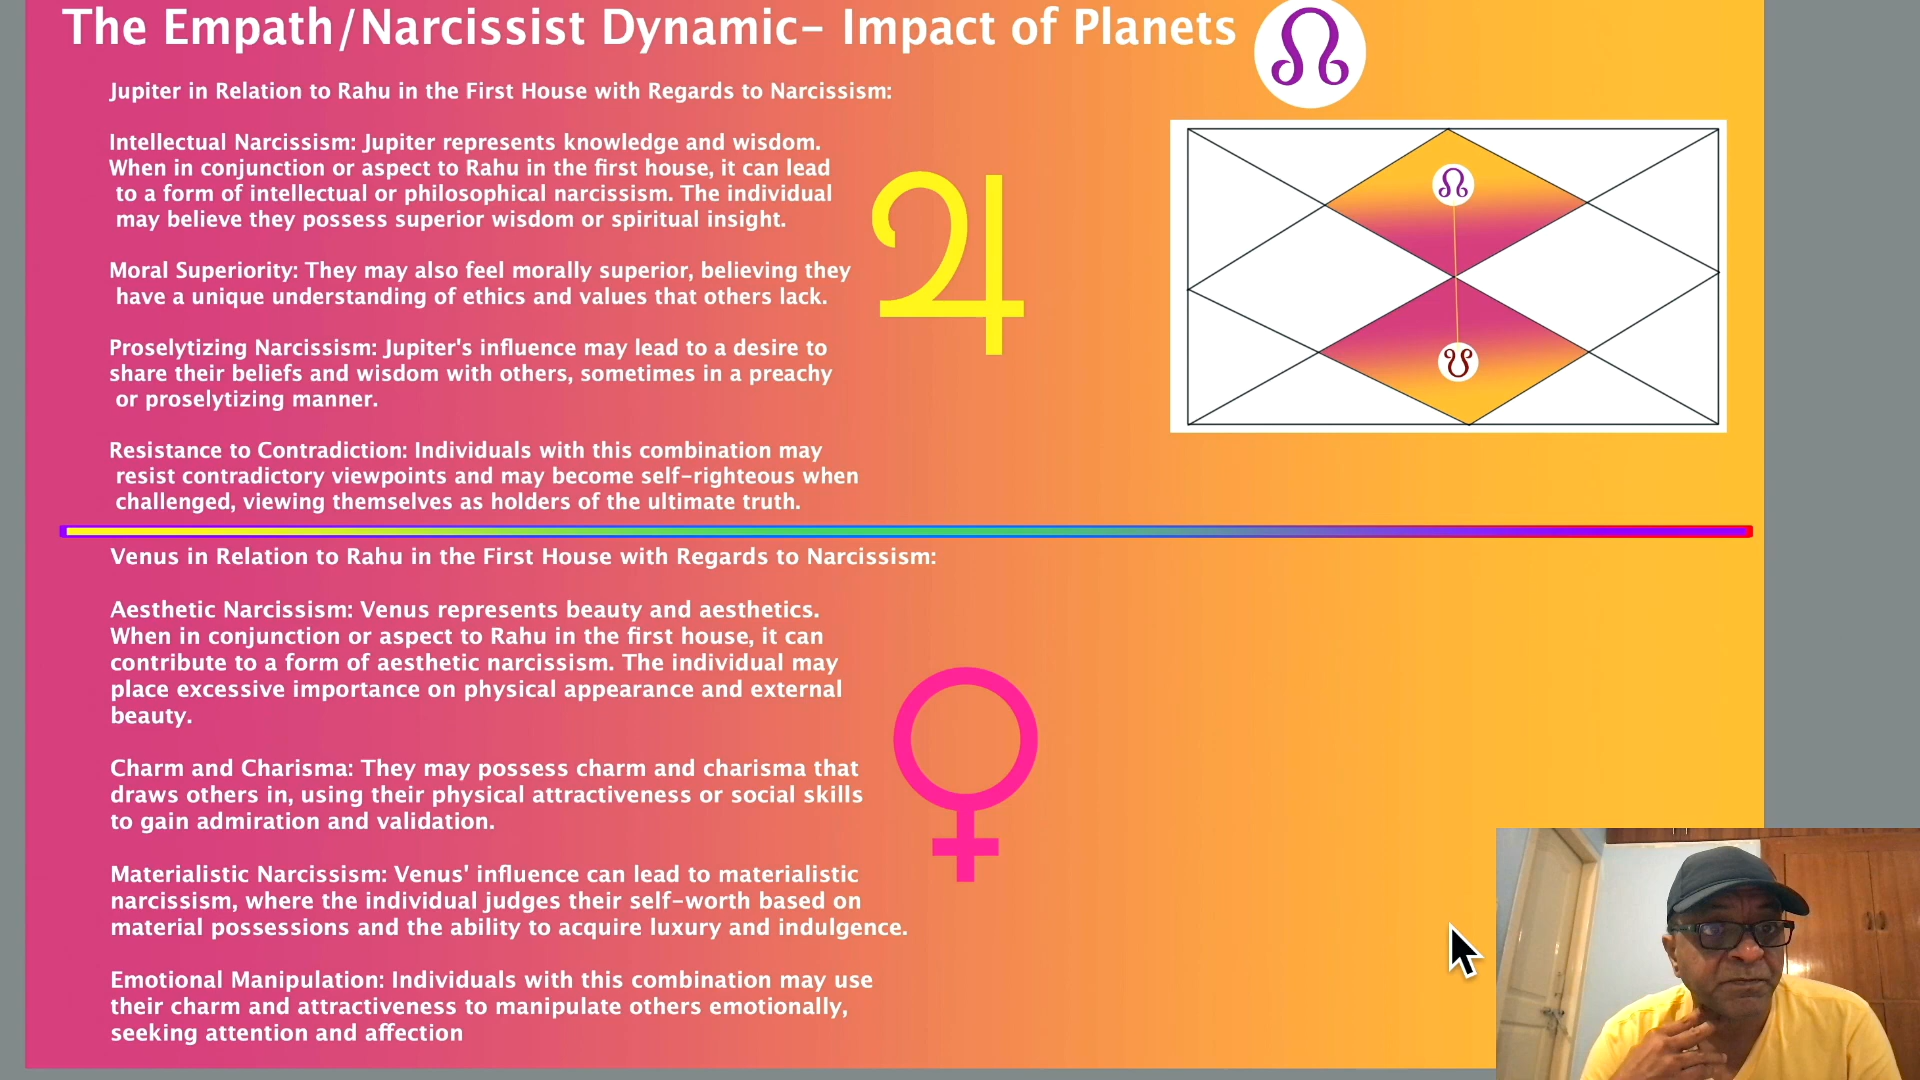 The Empath/Narcissist Dynamic- Impact of Planets
Jupiter in Relation to Rahu in the First House with Regards to Narcissism:
Intellectual Narcissism: Jupiter represents knowledge and wisdom.
When in conjunction or aspect to Rahu in the first house, it can lead
to a form of intellectual or philosophical narcissism. The individual
may believe they possess superior wisdom or spiritual insight.
Moral Superiority: They may also feel morally superior, believing they
have a unique understanding of ethics and values that others lack.
Proselytizing Narcissism: Jupiter's influence may lead to a desire to
share their beliefs and wisdom with others, sometimes in a preachy
or proselytizing manner.
Resistance to Contradiction: Individuals with this combination may
resist contradictory viewpoints and may become self-righteous when
challenged, viewing themselves as holders of the ultimate truth.
Venus in Relation to Rahu in the First House with Regards to Narcissism:
Aesthetic Narcissism: Venus represents beauty and aesthetics.
When in conjunction or aspect to Rahu in the first house, it can
contribute to a form of aesthetic narcissism. The individual may
place excessive importance on physical appearance and external
beauty.
Charm and Charisma: They may possess charm and charisma that
draws others in, using their physical attractiveness or social skills
to gain admiration and validation.
Materialistic Narcissism: Venus' influence can lead to materialistic
narcissism, where the individual judges their self-worth based on
material possessions and the ability to acquire luxury and indulgence.
Emotional Manipulation: Individuals with this combination may use
their charm and attractiveness to manipulate others emotionally,
seeking attention and affection